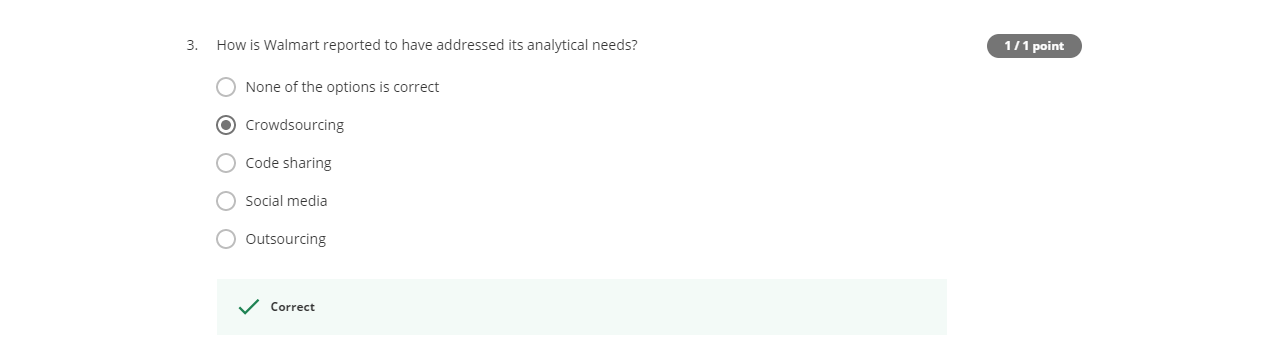 3. How is Walmart reported to have addressed its analytical needs?
1 / 1 point
None of the options is correct
Crowdsourcing
Code sharing
Social media
Outsourcing
Correct